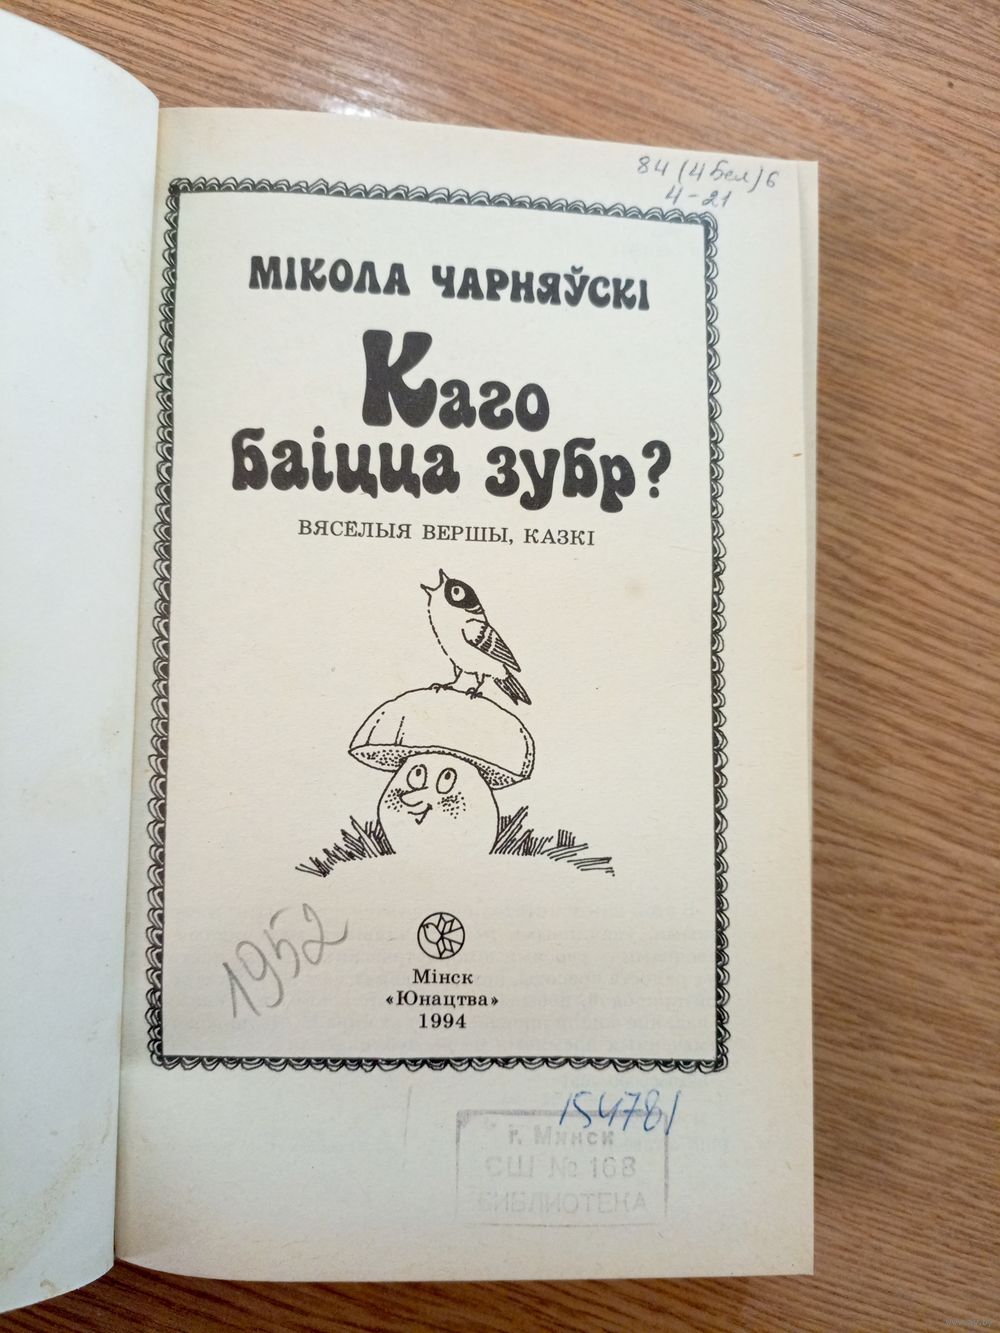 84 (4 Бел) 6
Ч-21
МІКОЛА ЧАРНЯЎСКІ
Каго
баіцца зубр?
ВЯСЁЛЫЯ ВЕРШЫ, КАЗКІ
1952
Мінск
«Юнацтва»
1994
154781
г. Минск
СШ № 168
БИБЛИОТЕКА